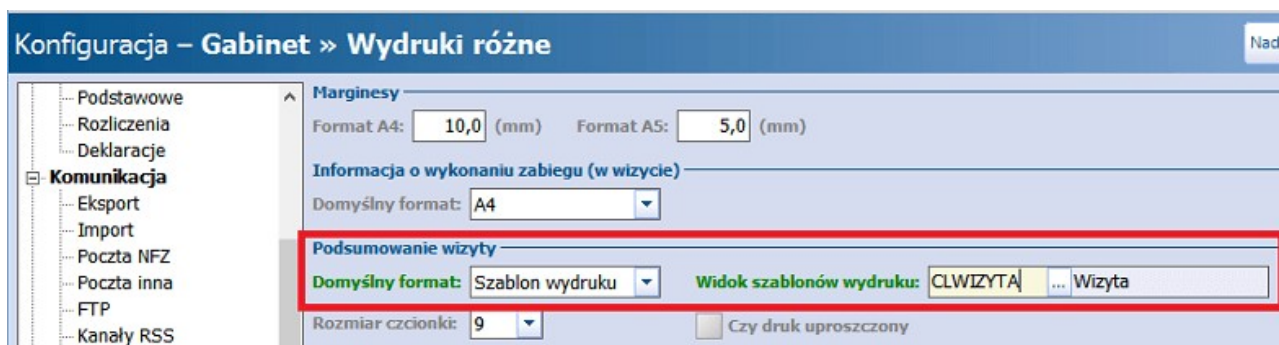 Konfiguracja – Gabinet » Wydruki różne
Podstawowe
Rozliczenia
Deklaracje
Komunikacja
Eksport
Import
Poczta NFZ
Poczta inna
FTP
Kanały RSS
Marginesy
Format A4: 10,0 (mm) Format A5: 5,0 (mm)
Informacja o wykonaniu zabiegu (w wizycie)
Domyślny format: A4
Podsumowanie wizyty
Domyślny format: Szablon wydruku Widok szablonów wydruku: CLWIZYTA ... Wizyta
Rozmiar czcionki: 9 Czy druk uproszczony